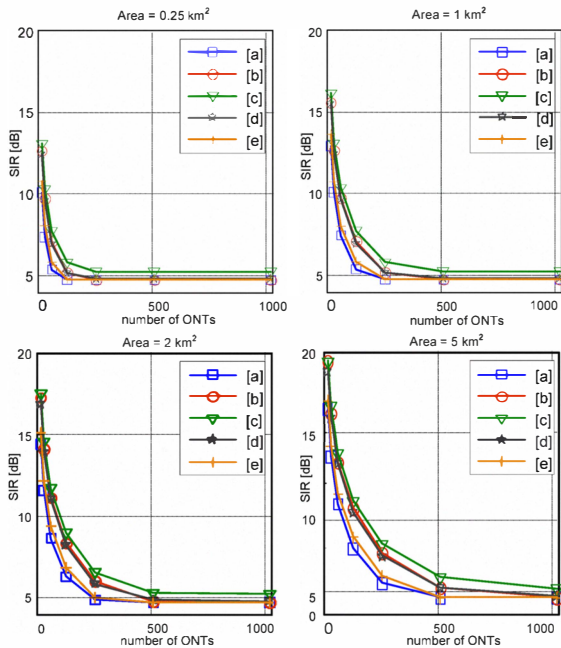 Area = 0.25 km²
20
15
10
5
SIR [dB]
[a]
[b]
[c]
[d]
[e]
0
500
1000
number of ONTs
Area = 1 km²
20
15
10
5
SIR [dB]
[a]
[b]
[c]
[d]
[e]
0
500
1000
number of ONTs
Area = 2 km²
20
15
10
5
SIR [dB]
[a]
[b]
[c]
[d]
[e]
0
500
1000
number of ONTs
Area = 5 km²
20
15
10
5
0
SIR [dB]
[a]
[b]
[c]
[d]
[e]
0
500
1000
number of ONTs